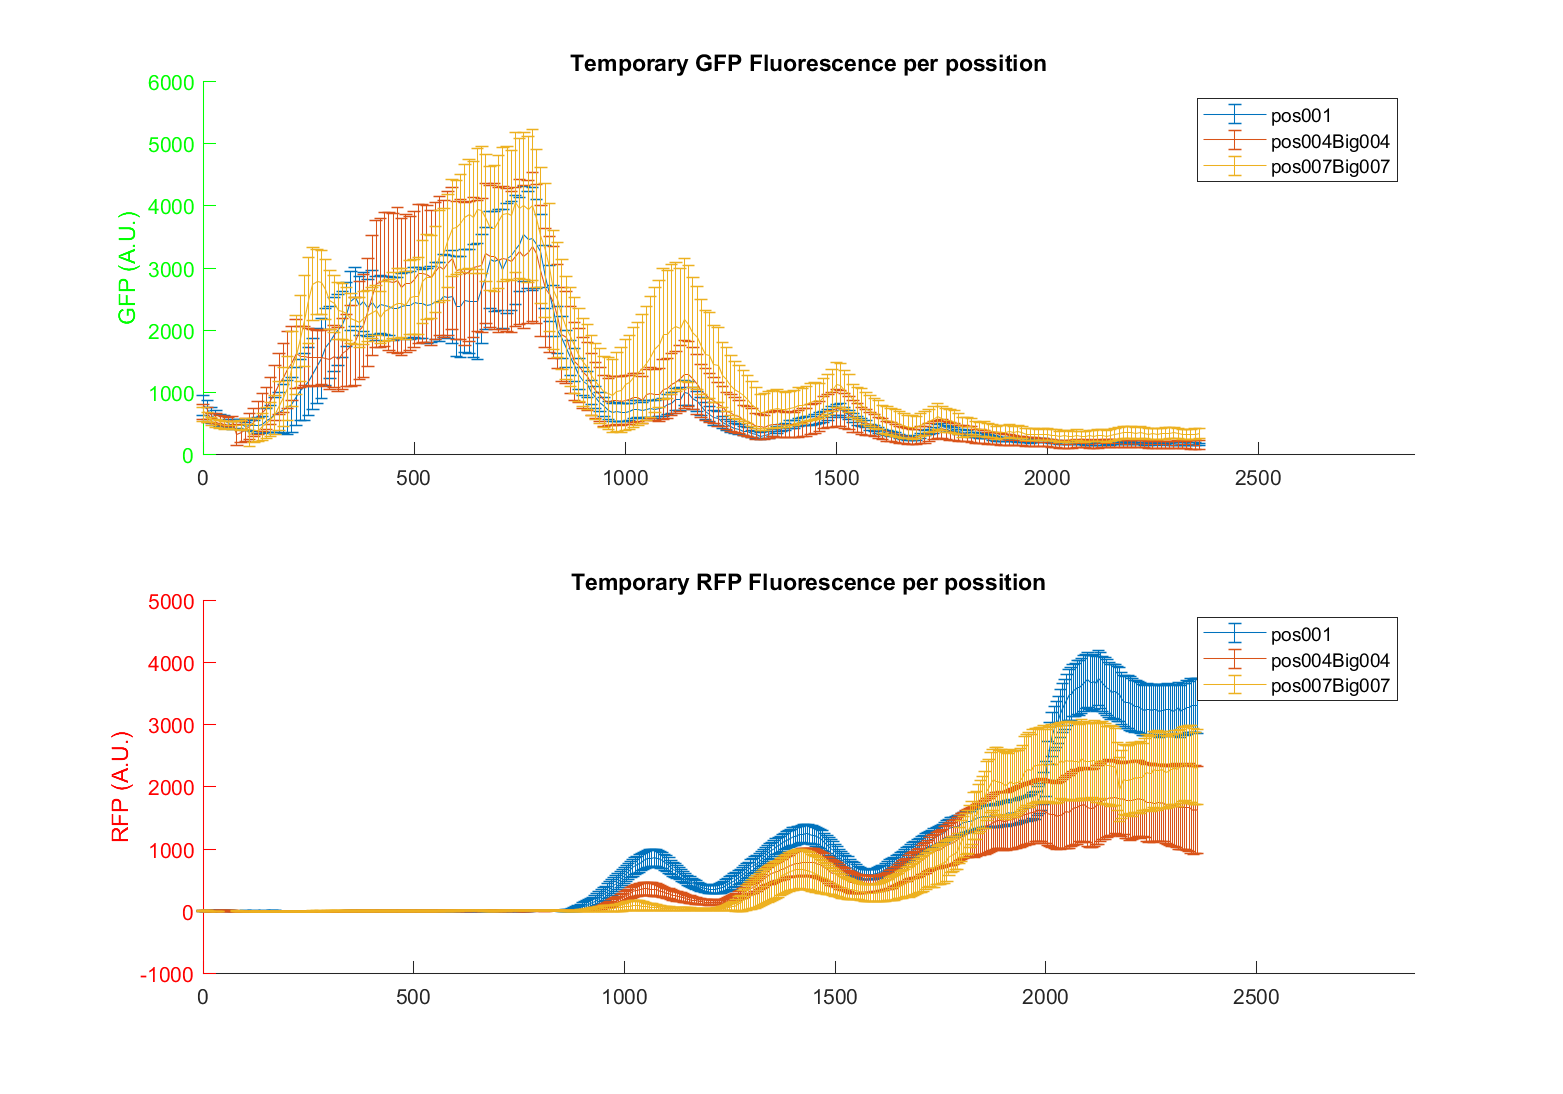 Temporary GFP Fluorescence per possition
GFP (A.U.)
6000
5000
4000
3000
2000
1000
0
0 500 1000 1500 2000 2500
pos001
pos004Big004
pos007Big007
Temporary RFP Fluorescence per possition
RFP (A.U.)
5000
4000
3000
2000
1000
0
-1000
0 500 1000 1500 2000 2500
pos001
pos004Big004
pos007Big007